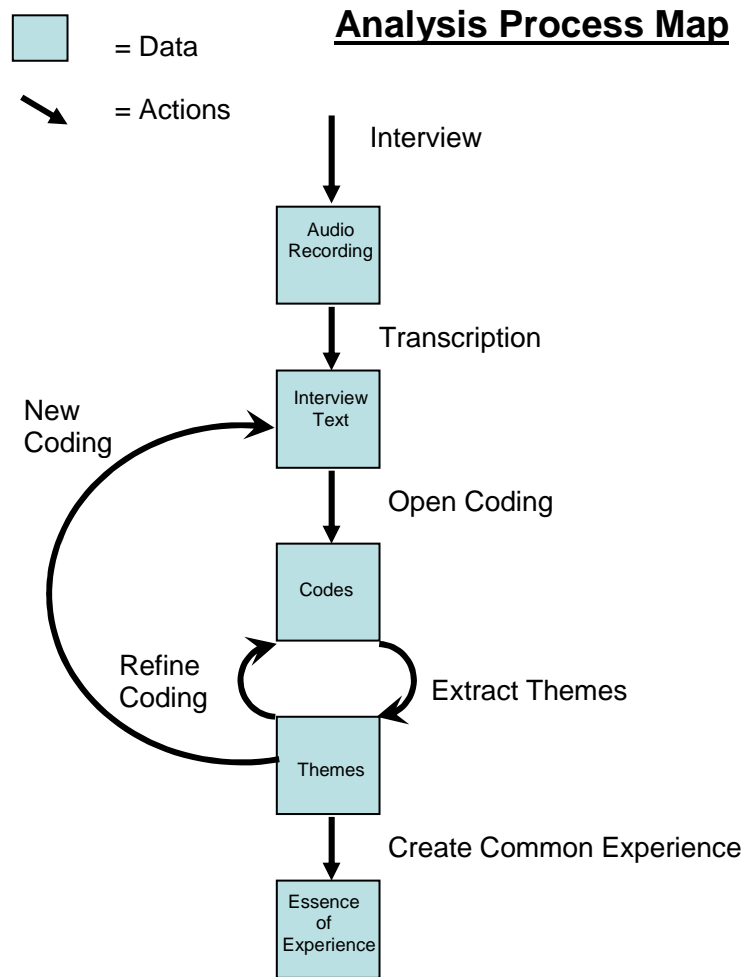 Analysis Process Map
= Data
= Actions
Interview
Audio
Recording
Transcription
Interview
Text
New
Coding
Open Coding
Codes
Refine
Coding
Extract Themes
Themes
Create Common Experience
Essence
of
Experience